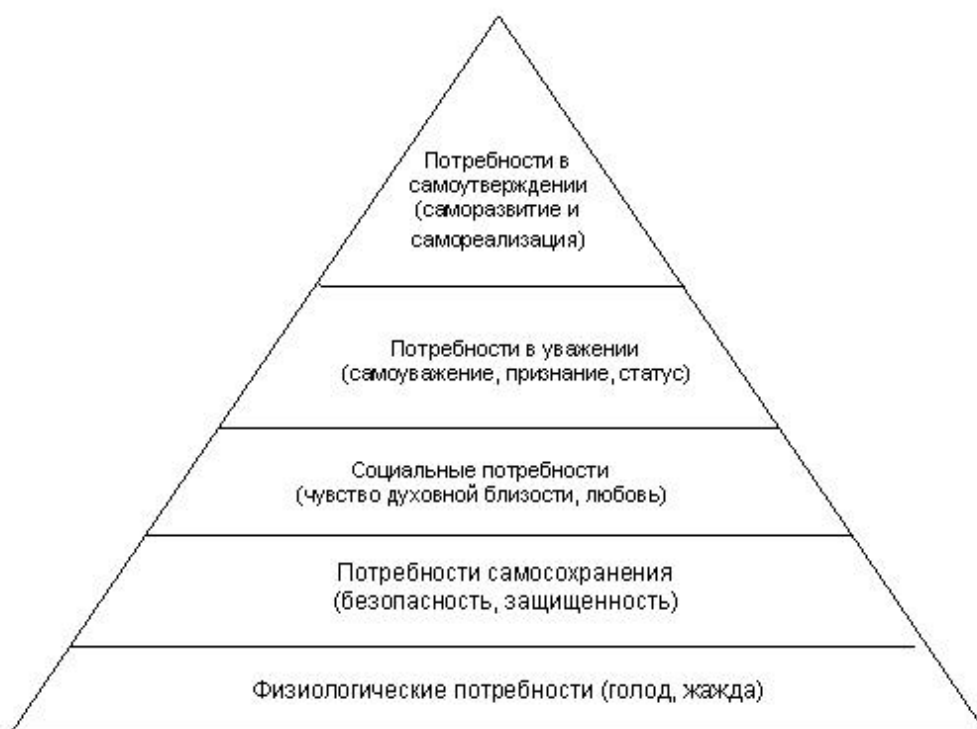 Потребности в
самоутверждении
(саморазвитие и
самореализация)
Потребности в уважении
(самоуважение, признание, статус)
Социальные потребности
(чувство духовной близости, любовь)
Потребности самосохранения
(безопасность, защищенность)
Физиологические потребности (голод, жажда)